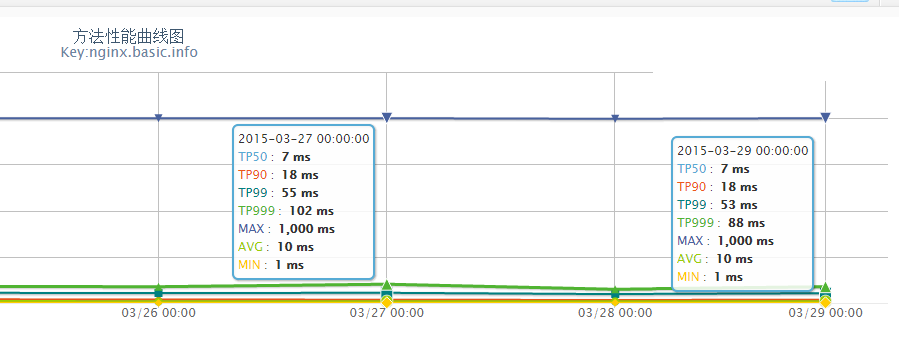 方法性能曲线图
Key:nginx.basic.info
2015-03-27 00:00:00
TP50 : 7 ms
TP90 : 18 ms
TP99 : 55 ms
TP999 : 102 ms
MAX : 1,000 ms
AVG : 10 ms
MIN : 1 ms
2015-03-29 00:00:00
TP50 : 7 ms
TP90 : 18 ms
TP99 : 53 ms
TP999 : 88 ms
MAX : 1,000 ms
AVG : 10 ms
MIN : 1 ms
03/26 00:00 03/27 00:00 03/28 00:00 03/29 00:00